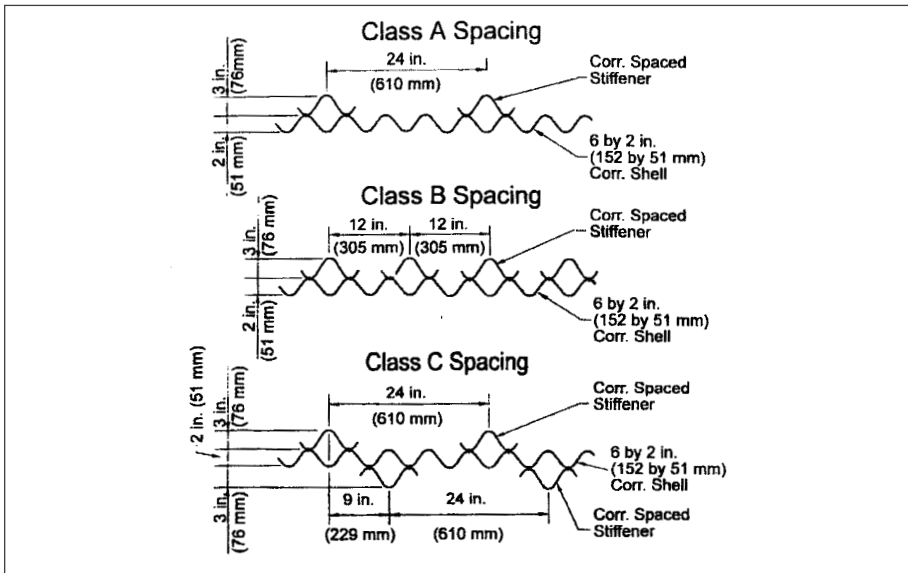 Class A Spacing
24 in.
(610 mm)
3 in.
(76mm)
2 in.
(51 mm)
Corr. Spaced
Stiffener
6 by 2 in.
(152 by 51 mm)
Corr. Shell
Class B Spacing
12 in.
12 in.
(305 mm)
(305 mm)
3 in.
(76 mm)
2 in.
(51 mm)
Corr. Spaced
Stiffener
6 by 2 in.
(152 by 51 mm)
Corr. Shell
Class C Spacing
24 in.
(610 mm)
2 in. (51 mm)
3 in.
(76 mm)
3 in.
(76 mm)
Corr. Spaced
Stiffener
6 by 2 in.
(152 by 51 mm)
Corr. Shell
9 in.
24 in.
(229 mm)
(610 mm)
Corr. Spaced
Stiffener